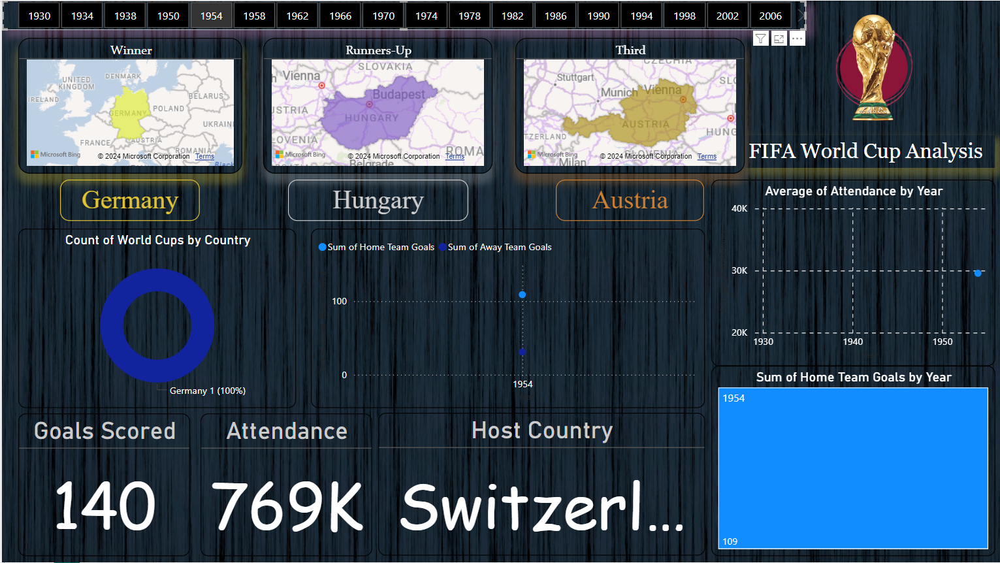 1930 1934 1938 1950 1954 1958 1962 1966 1970 1974 1978 1982 1986 1990 1994 1998 2002 2006
Winner
UNITED
KINGDOM
DENMARK
IRELAND
BELARUS
GERMANY
POLAND
UKRAIN
FRANCE
AUSTRIA
ROMANIA
Microsoft Bing
© 2024 Microsoft Corporation Terms
Runners-Up
SLOVAKIA
h Vienna
Budapest
USTRIA
HUNGARY
OVENIA
ROMA
Microsoft Bing
© 2024 Microsoft Corporation Terms
Belgrade
Third
CZECHIA
Stuttgart
SLO
Munich
Vienna
AUSTRIA
TZERLAND
HUNG
SLOVENIA
Microsoft Bing
© 2024 Microsoft Corporation Terms
Milan
FIFA World Cup Analysis
Germany
Hungary
Austria
Average of Attendance by Year
40K
30K
20K
1930 1940 1950
Count of World Cups by Country
Germany 1 (100%)
Sum of Home Team Goals Sum of Away Team Goals
100
0
1954
Sum of Home Team Goals by Year
1954
109
Goals Scored
140
Attendance
769K
Host Country
Switzerl...